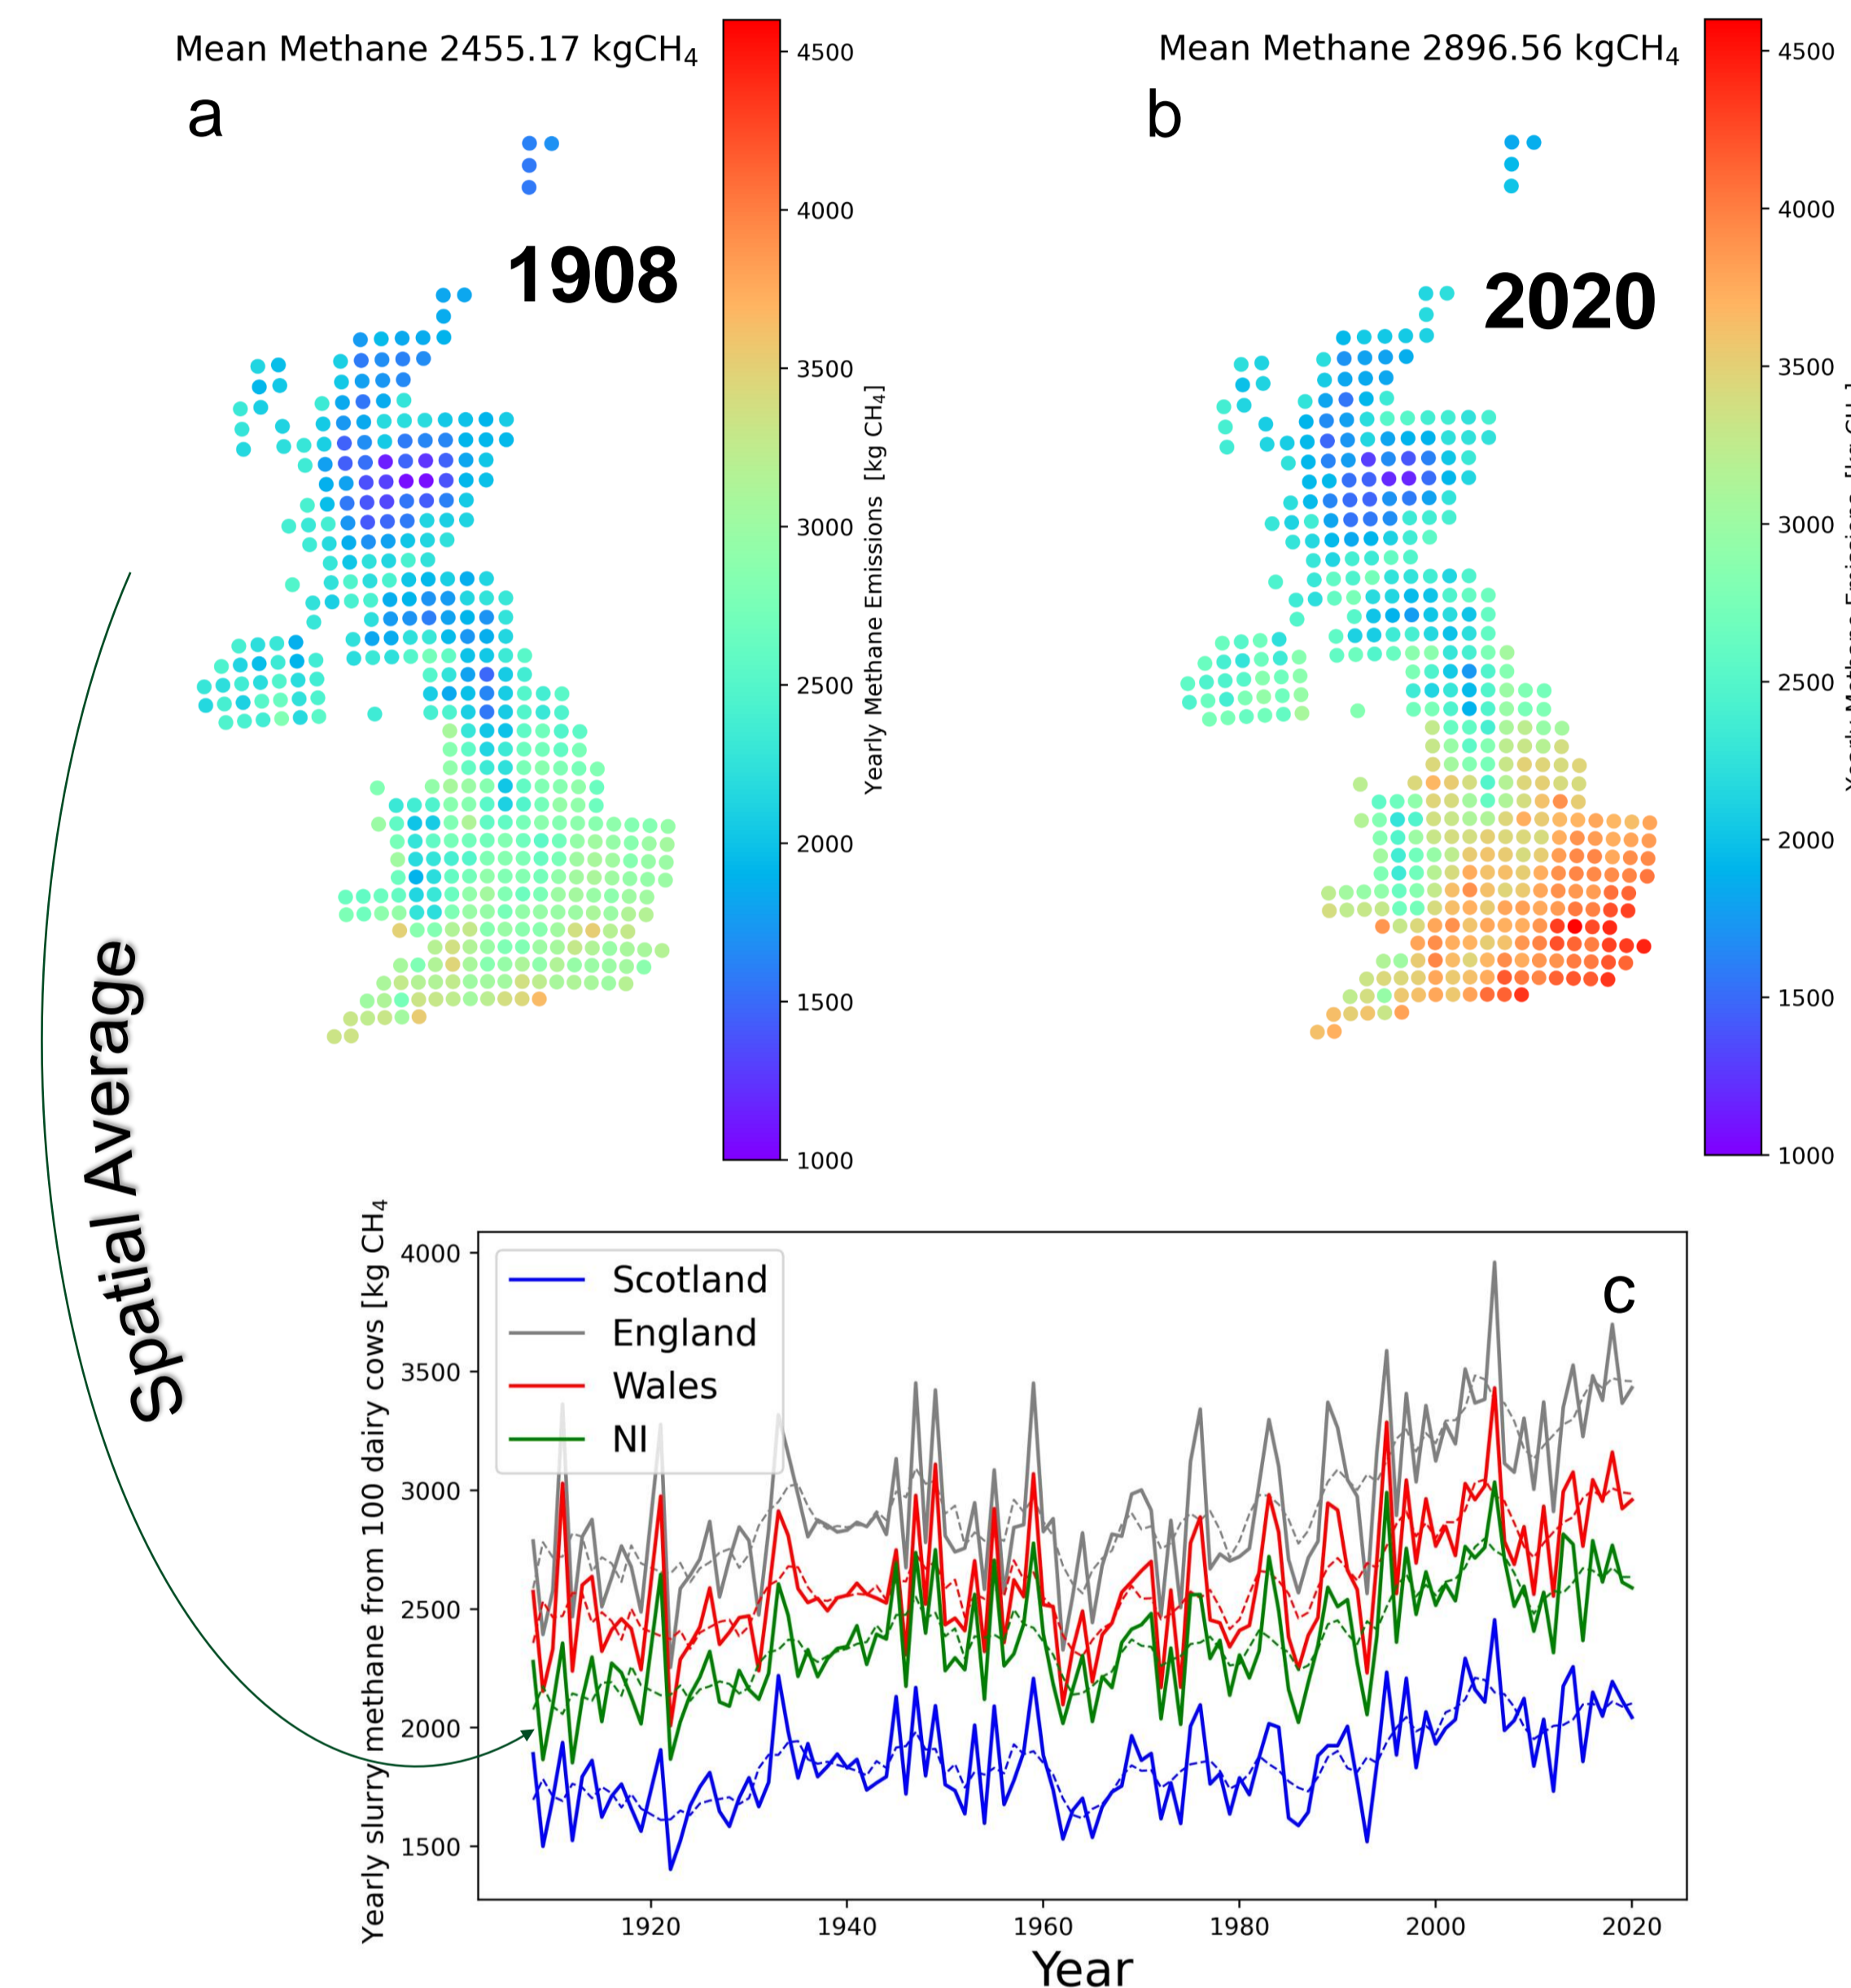 Mean Methane 2455.17 kgCH₄
a
1908
4500
4000
3500
3000
2500
2000
1500
1000
Yearly Methane Emissions [kg CH₄]
Mean Methane 2896.56 kgCH₄
b
2020
4500
4000
3500
3000
2500
2000
1500
1000
Spatial Average
Yearly slurry methane from 100 dairy cows [kg CH₄
4000
3500
3000
2500
2000
1500
Scotland
England
Wales
NI
c
1920
1940
1960
1980
2000
2020
Year